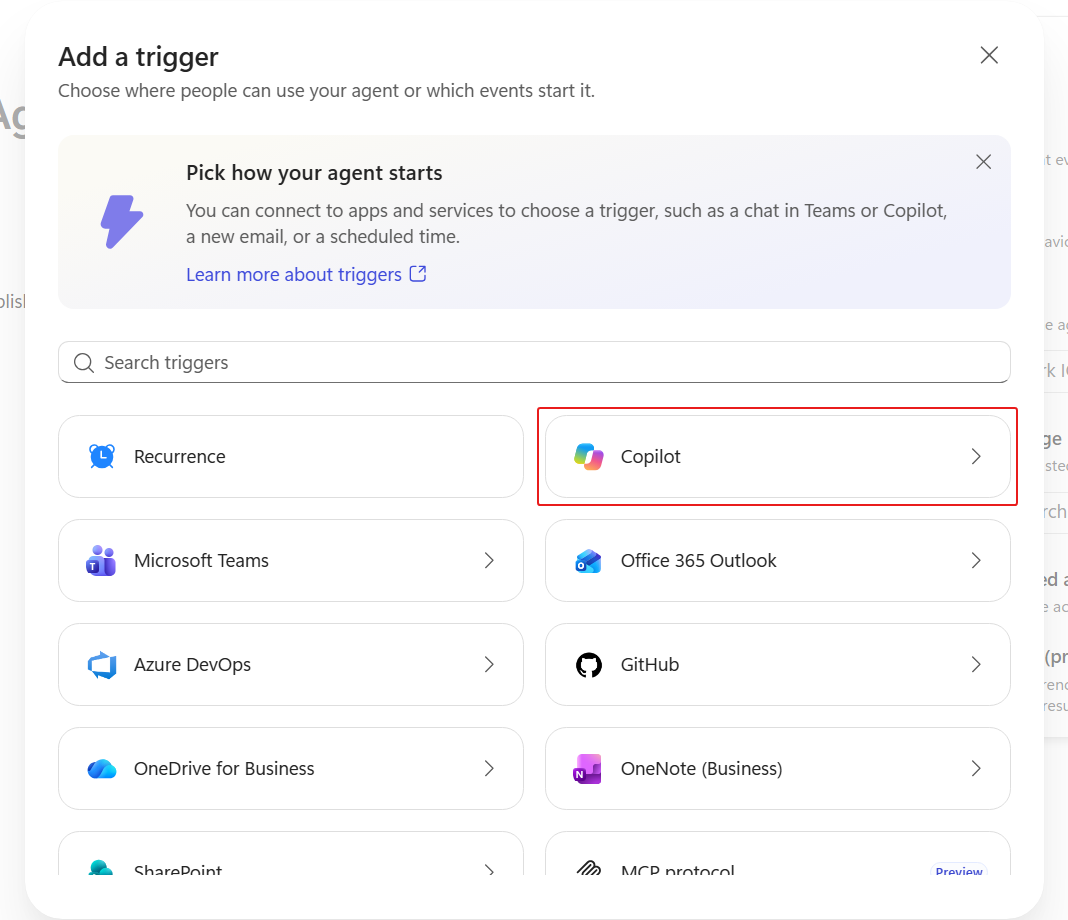 Add a trigger
Choose where people can use your agent or which events start it.
Pick how your agent starts
You can connect to apps and services to choose a trigger, such as a chat in Teams or Copilot,
a new email, or a scheduled time.
Learn more about triggers
Search triggers
Recurrence
Copilot
Microsoft Teams
Office 365 Outlook
Azure DevOps
GitHub
OneDrive for Business
OneNote (Business)
SharePoint
MCP protocol
Preview